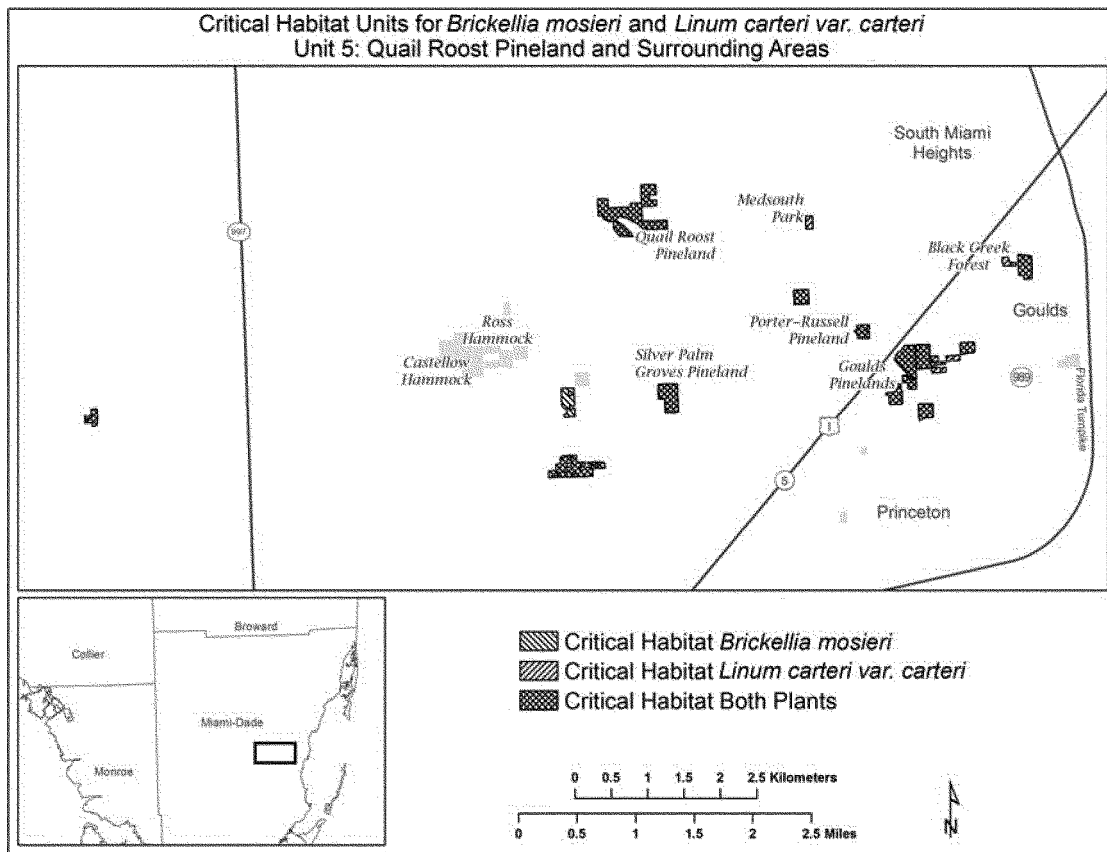 Critical Habitat Units for Brickellia mosieri and Linum carteri var. carteri
Unit 5: Quail Roost Pineland and Surrounding Areas
South Miami
Heights
997
Medsouth
Park
Quail Roost
Pineland
Black Creek
Forest
Goulds
Ross
Hammock
Castellow
Hammock
Porter-Russell
Pineland
Silver Palm
Groves Pineland
Goulds
Pinelands
989
Florida Turnpike
1
5
Princeton
Broward
Collier
Miami-Dade
Monroe
Critical Habitat Brickellia mosieri
Critical Habitat Linum carteri var. carteri
Critical Habitat Both Plants
0 0.5 1 1.5 2 2.5 Kilometers
0 0.5 1 1.5 2 2.5 Miles
N